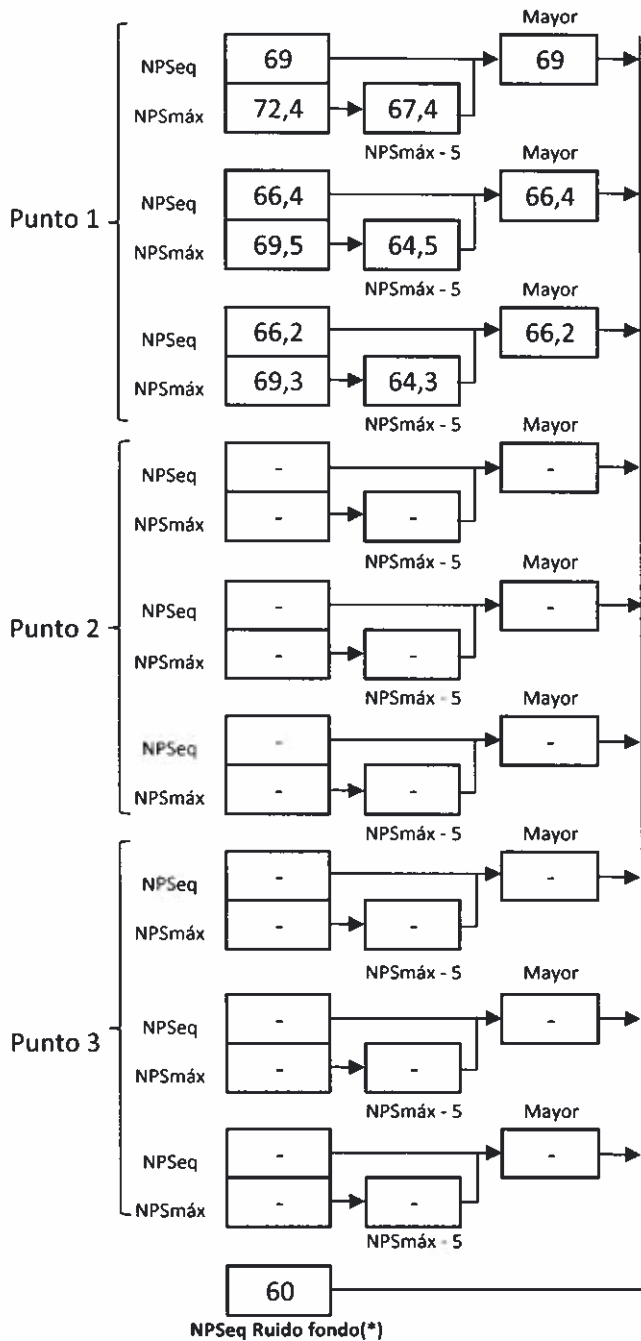 Mayor
NPSeq 69 69
NPSmáx 72,4 67,4
NPSmáx - 5
Mayor
Punto 1 NPSeq 66,4 66,4
NPSmáx 69,5 64,5
NPSmáx - 5
Mayor
NPSeq 66,2 66,2
NPSmáx 69,3 64,3
NPSmáx - 5
Mayor
NPSeq - -
NPSmáx - -
NPSmáx - 5
Mayor
Punto 2 NPSeq - -
NPSmáx - -
NPSmáx - 5
Mayor
NPSeq - -
NPSmáx - -
NPSmáx - 5
Mayor
NPSeq - -
NPSmáx - -
NPSmáx - 5
Mayor
Punto 3 NPSeq - -
NPSmáx - -
NPSmáx - 5
Mayor
NPSeq - -
NPSmáx - -
NPSmáx - 5
60
NPSeq Ruido fondo(*)